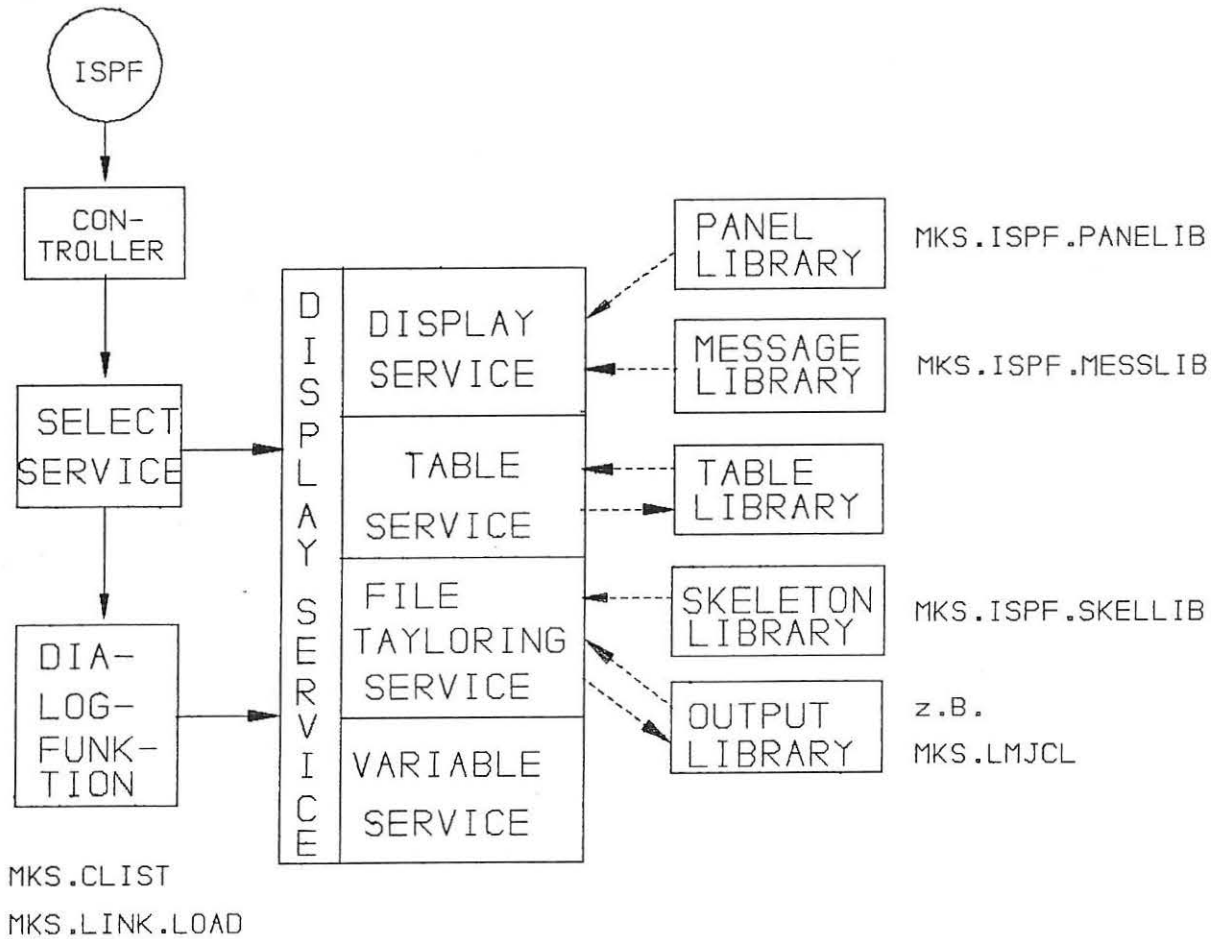 ISPF
CON-
TROLLER
SELECT
SERVICE
DIA-
LOG-
FUNK-
TION
MKS.CLIST
MKS.LINK.LOAD
DISPLAY SERVICE
DISPLAY
SERVICE
TABLE
SERVICE
FILE
TAYLORING
SERVICE
VARIABLE
SERVICE
PANEL
LIBRARY
MKS.ISPF.PANELIB
MESSAGE
LIBRARY
MKS.ISPF.MESSLIB
TABLE
LIBRARY
SKELETON
LIBRARY
MKS.ISPF.SKELLIB
OUTPUT
LIBRARY
z.B.
MKS.LMJCL